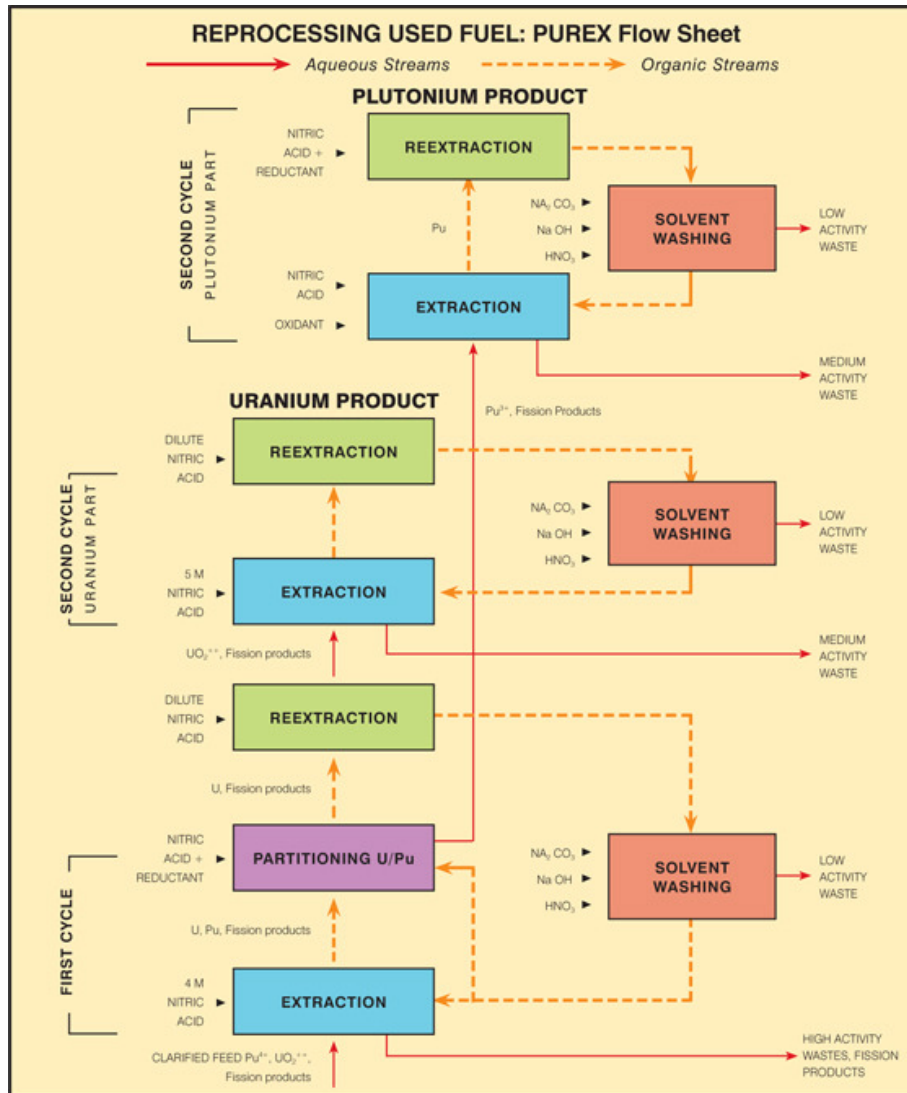 REPROCESSING USED FUEL: PUREX Flow Sheet
Aqueous Streams
Organic Streams
PLUTONIUM PRODUCT
SECOND CYCLE
PLUTONIUM PART
NITRIC
ACID +
REDUCTANT
REEXTRACTION
NA₂ CO₃
Na OH
HNO₃
SOLVENT
WASHING
LOW
ACTIVITY
WASTE
Pu
NITRIC
ACID
OXIDANT
EXTRACTION
MEDIUM
ACTIVITY
WASTE
Pu³⁺, Fission Products
URANIUM PRODUCT
SECOND CYCLE
URANIUM PART
DILUTE
NITRIC
ACID
REEXTRACTION
NA₂ CO₃
Na OH
HNO₃
SOLVENT
WASHING
LOW
ACTIVITY
WASTE
5 M
NITRIC
ACID
EXTRACTION
MEDIUM
ACTIVITY
WASTE
UO₂⁺⁺, Fission products
DILUTE
NITRIC
ACID
REEXTRACTION
U, Fission products
FIRST CYCLE
NITRIC
ACID +
REDUCTANT
PARTITIONING U/Pu
NA₂ CO₃
Na OH
HNO₃
SOLVENT
WASHING
LOW
ACTIVITY
WASTE
U, Pu, Fission products
4 M
NITRIC
ACID
EXTRACTION
HIGH ACTIVITY
WASTES, FISSION
PRODUCTS
CLARIFIED FEED Pu⁴⁺, UO₂⁺⁺,
Fission products